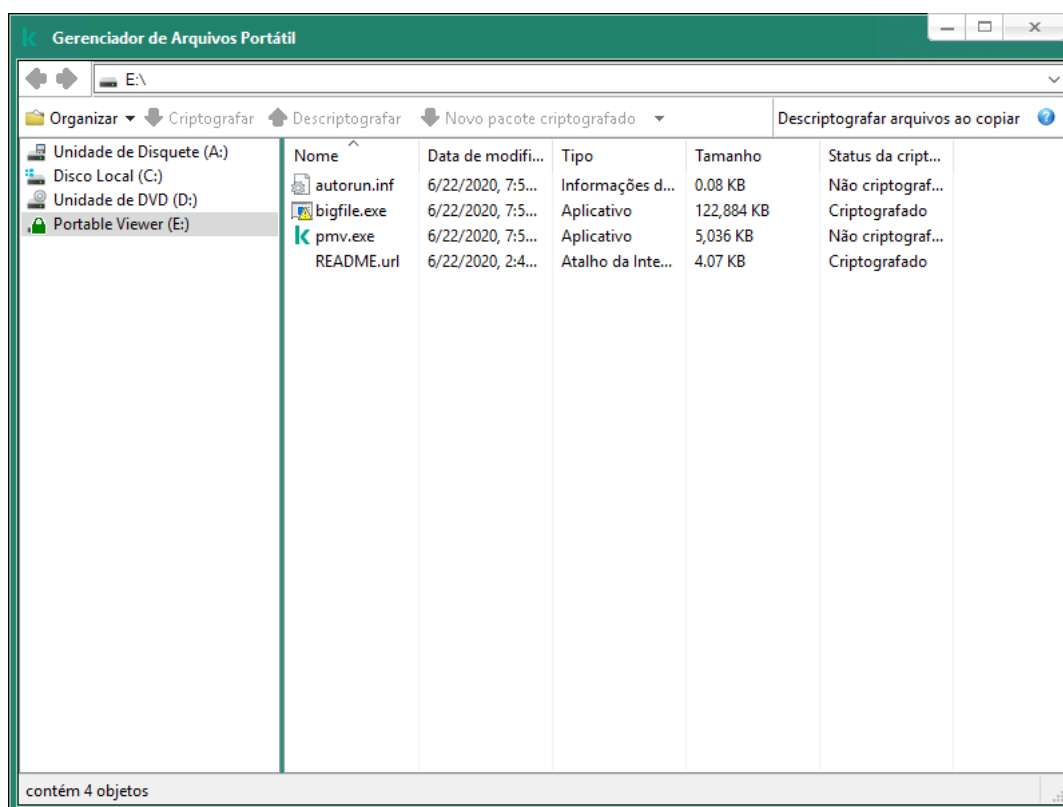 Gerenciador de Arquivos Portátil
E:\
Organizar Criptografar Descriptografar Novo pacote criptografado Descriptografar arquivos ao copiar ?
Unidade de Disquete (A:)
Disco Local (C:)
Unidade de DVD (D:)
Portable Viewer (E:)
Nome Data de modifi... Tipo Tamanho Status da cript...
autorun.inf 6/22/2020, 7:5... Informações d... 0.08 KB Não criptograf...
bigfile.exe 6/22/2020, 7:5... Aplicativo 122,884 KB Criptografado
pmv.exe 6/22/2020, 7:5... Aplicativo 5,036 KB Não criptograf...
README.url 6/22/2020, 2:4... Atalho da Inte... 4.07 KB Criptografado
contém 4 objetos